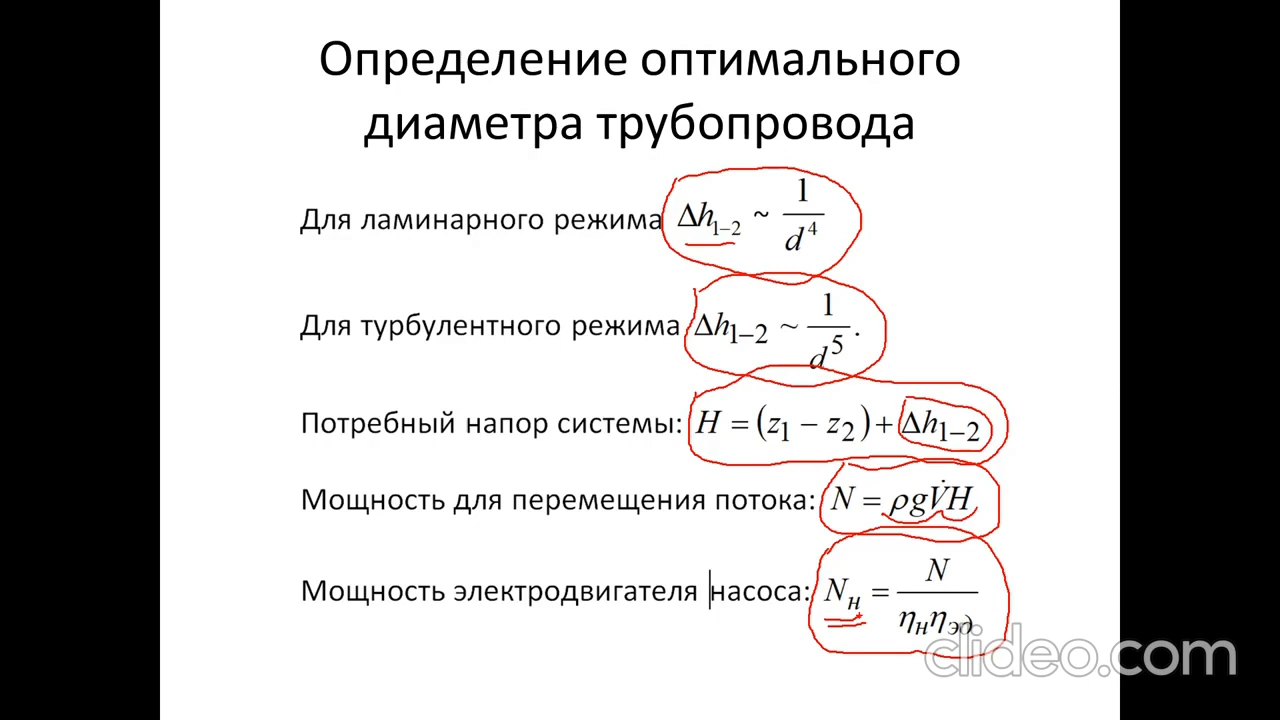 Определение оптимального
диаметра трубопровода
Для ламинарного режима Δh₁₋₂ ~ 1/d⁴
Для турбулентного режима Δh₁₋₂ ~ 1/d⁵.
Потребный напор системы: H = (z₁ − z₂) + Δh₁₋₂
Мощность для перемещения потока: N = ρgV̇H
Мощность электродвигателя насоса: Nн = N/ηнηэд
clideo.com